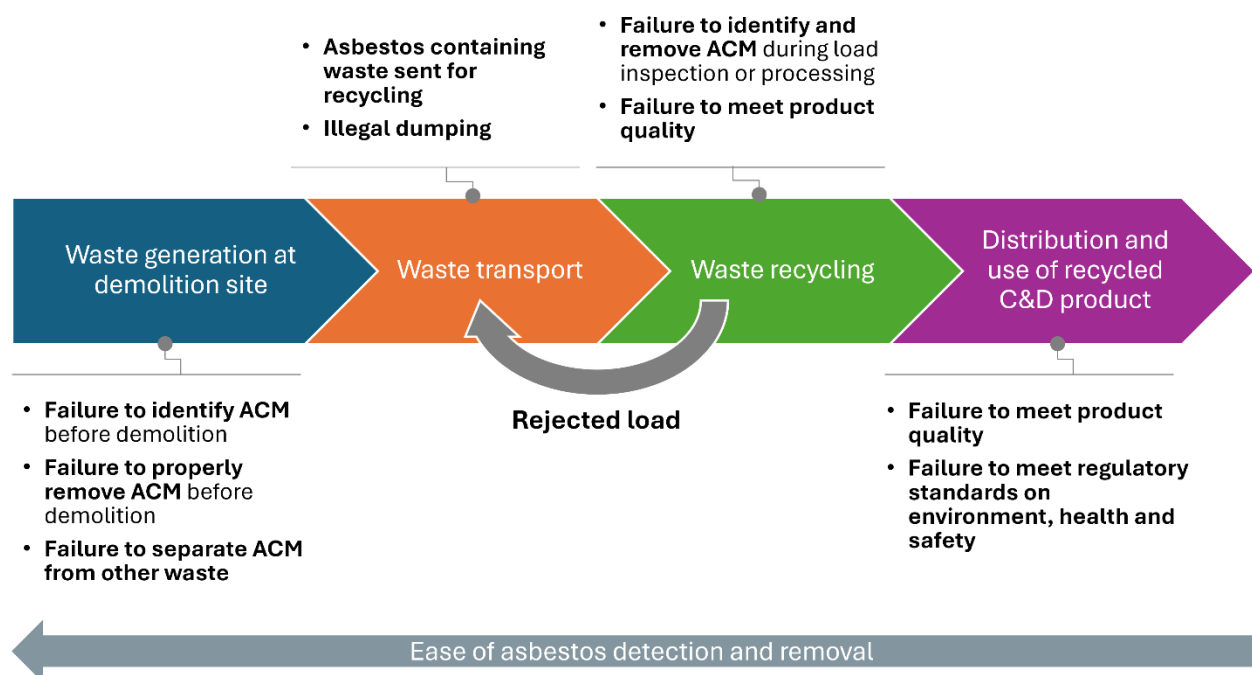 • Asbestos containing
waste sent for
recycling
• Illegal dumping
• Failure to identify and
remove ACM during load
inspection or processing
• Failure to meet product
quality
Waste generation at
demolition site
Waste transport
Waste recycling
Distribution and
use of recycled
C&D product
Rejected load
• Failure to identify ACM
before demolition
• Failure to properly
remove ACM before
demolition
• Failure to separate ACM
from other waste
• Failure to meet product
quality
• Failure to meet regulatory
standards on
environment, health and
safety
Ease of asbestos detection and removal